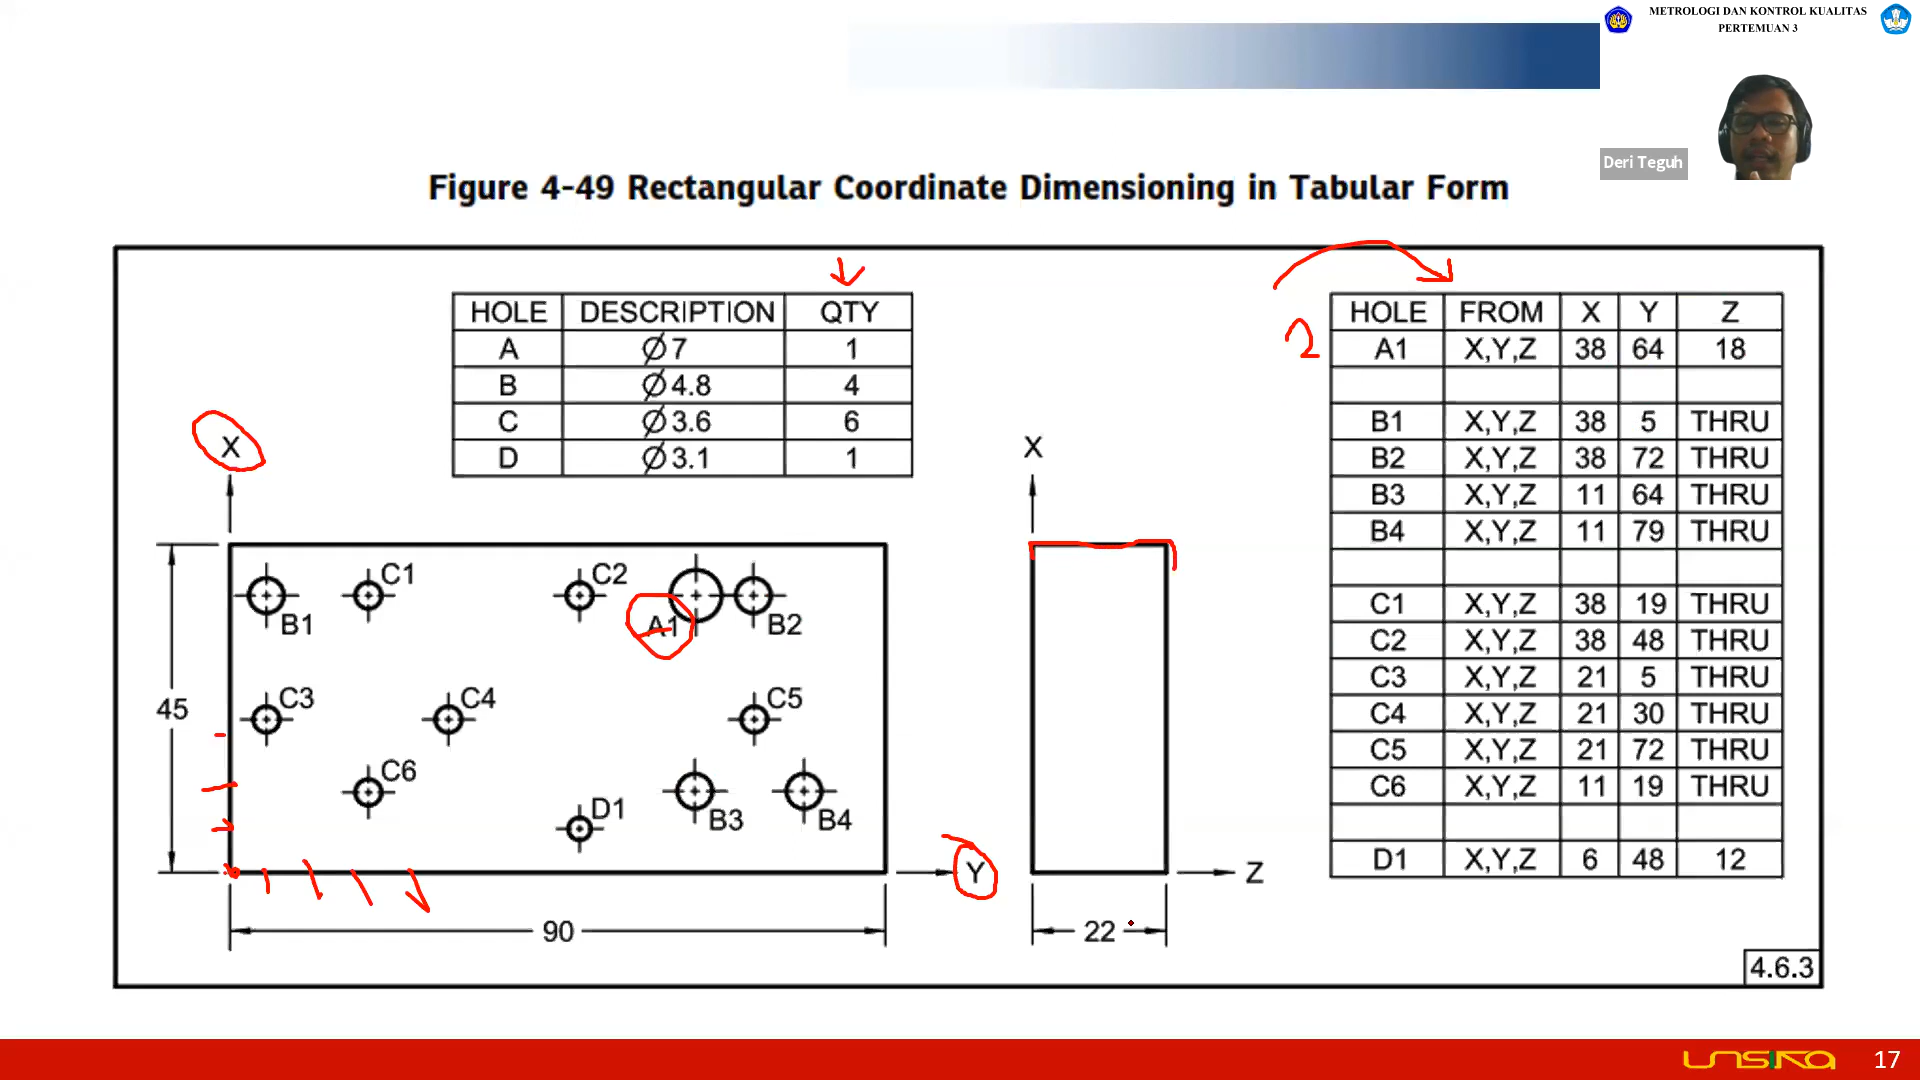 METROLOGI DAN KONTROL KUALITAS
PERTEMUAN 3
Deri Teguh
Figure 4-49 Rectangular Coordinate Dimensioning in Tabular Form
HOLE DESCRIPTION QTY
A Ø7 1
B Ø4.8 4
C Ø3.6 6
D Ø3.1 1
2
HOLE FROM X Y Z
A1 X,Y,Z 38 64 18
B1 X,Y,Z 38 5 THRU
B2 X,Y,Z 38 72 THRU
B3 X,Y,Z 11 64 THRU
B4 X,Y,Z 11 79 THRU
C1 X,Y,Z 38 19 THRU
C2 X,Y,Z 38 48 THRU
C3 X,Y,Z 21 5 THRU
C4 X,Y,Z 21 30 THRU
C5 X,Y,Z 21 72 THRU
C6 X,Y,Z 11 19 THRU
D1 X,Y,Z 6 48 12
X
X
C1
C2
B1
A1
B2
C3
C4
C5
45
C6
D1
B3
B4
Y
Z
90
22
4.6.3
UNSIKA
17